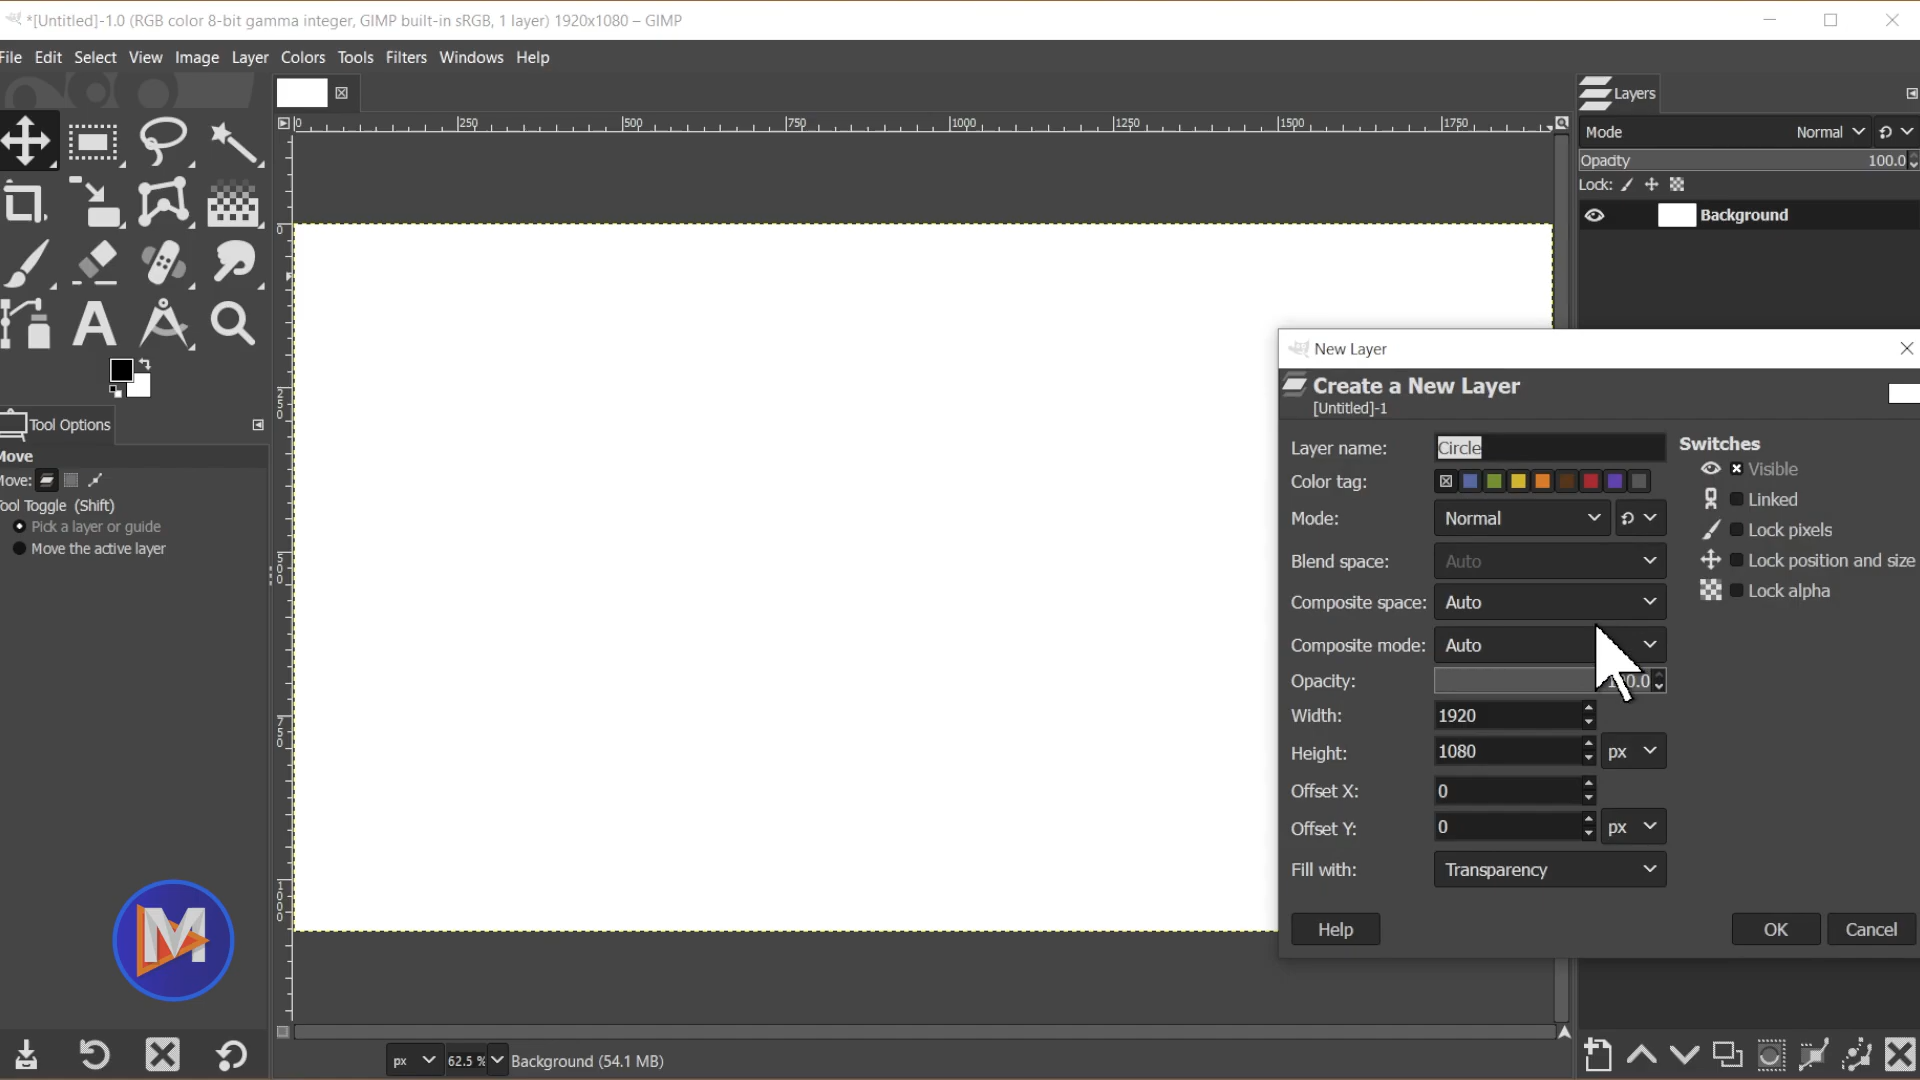 *[Untitled]-1.0 (RGB color 8-bit gamma integer, GIMP built-in sRGB, 1 layer) 1920x1080 – GIMP
File Edit Select View Image Layer Colors Tools Filters Windows Help
Layers
0 250 500 750 1000 1250 1500 1750
Mode Normal
Opacity 100.0
Lock:
Background
0
250
500
750
1000
Tool Options
Move
Move:
Tool Toggle (Shift)
Pick a layer or guide
Move the active layer
M
New Layer
Create a New Layer
[Untitled]-1
Layer name: Circle
Color tag:
Mode: Normal
Blend space: Auto
Composite space: Auto
Composite mode: Auto
Opacity:
Width: 1920
Height: 1080 px
Offset X: 0
Offset Y: 0 px
Fill with: Transparency
Switches
Visible
Linked
Lock pixels
Lock position and size
Lock alpha
Help OK Cancel
px 62.5 % Background (54.1 MB)